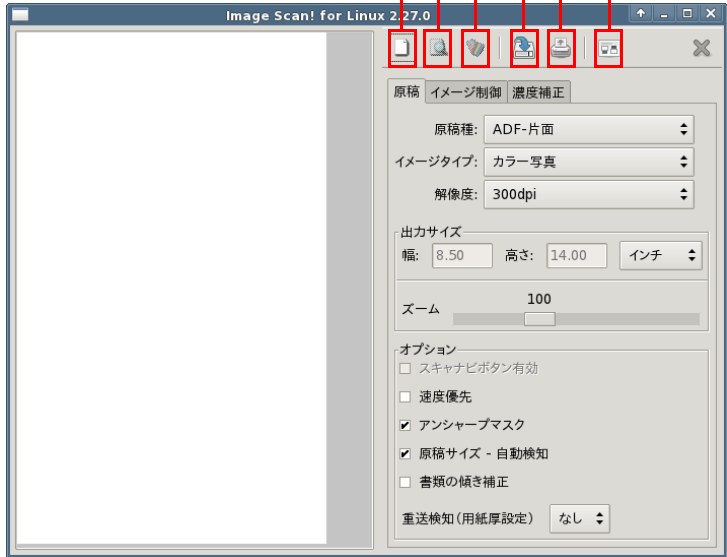 Image Scan! for Linux 2.27.0
原稿 イメージ制御 濃度補正
原稿種: ADF-片面
イメージタイプ: カラー写真
解像度: 300dpi
出力サイズ
幅: 8.50 高さ: 14.00 インチ
ズーム 100
オプション
スキャナビボタン有効
速度優先
アンシャープマスク
原稿サイズ - 自動検知
書類の傾き補正
重送検知(用紙厚設定) なし